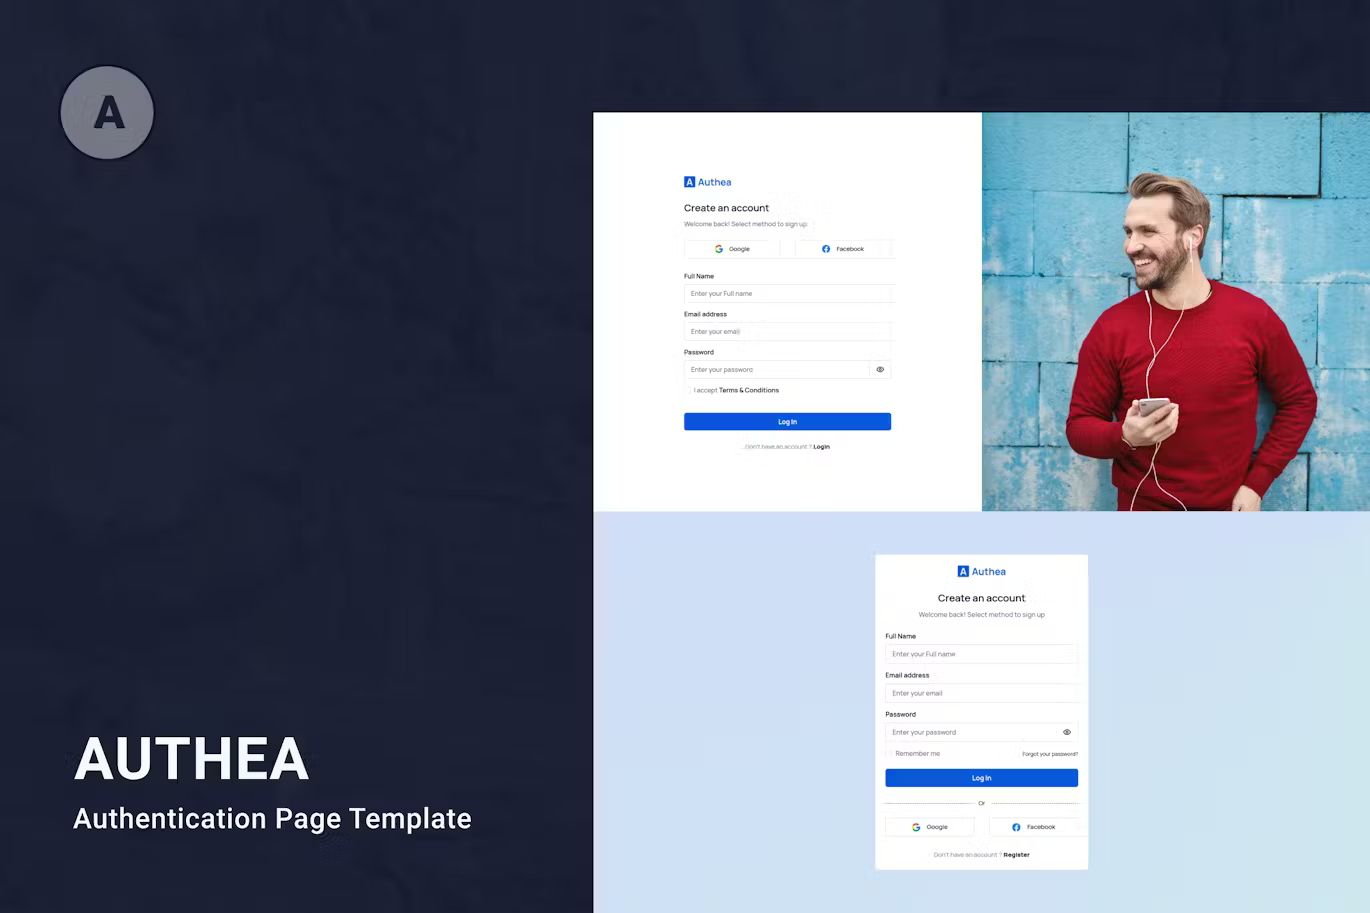 A
A Authea
Create an account
Welcome back! Select method to sign up
Google Facebook
Full Name
Enter your Full name
Email address
Enter your email
Password
Enter your password
I accept Terms & Conditions
Log In
Don't have an account ? Login
A Authea
Create an account
Welcome back! Select method to sign up
Full Name
Enter your Full name
Email address
Enter your email
Password
Enter your password
Remember me Forgot your password?
Log In
Or
Google Facebook
Don't have an account ? Register
AUTHEA
Authentication Page Template